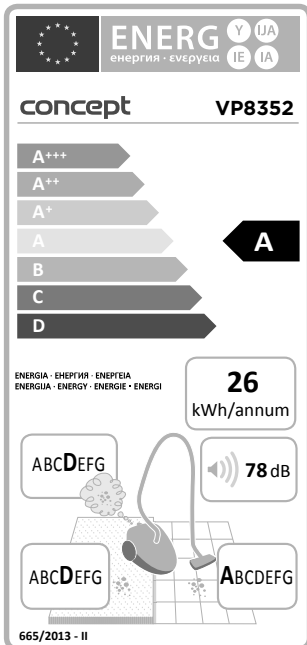 ENERG Y IJA
енергия · ενεργεια IE IA
concept VP8352
A+++
A++
A+
A
A
B
C
D
ENERGIA · ЕНЕРГИЯ · ΕΝΕΡΓΕΙΑ
ENERGIJA · ENERGY · ENERGIE · ENERGI
26
kWh/annum
ABCDEFG
78 dB
ABCDEFG
ABCDEFG
665/2013 - II